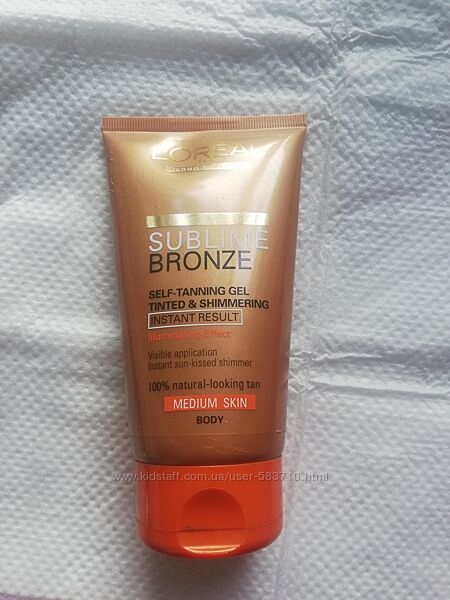 L'ORÉAL
SUBLIME
BRONZE
SELF-TANNING GEL
TINTED & SHIMMERING
INSTANT RESULT
Illuminating Effect
Visible application
Instant sun-kissed shimmer
100% natural-looking tan
MEDIUM SKIN
BODY
www.kidstaff.com.ua/user-583710.html